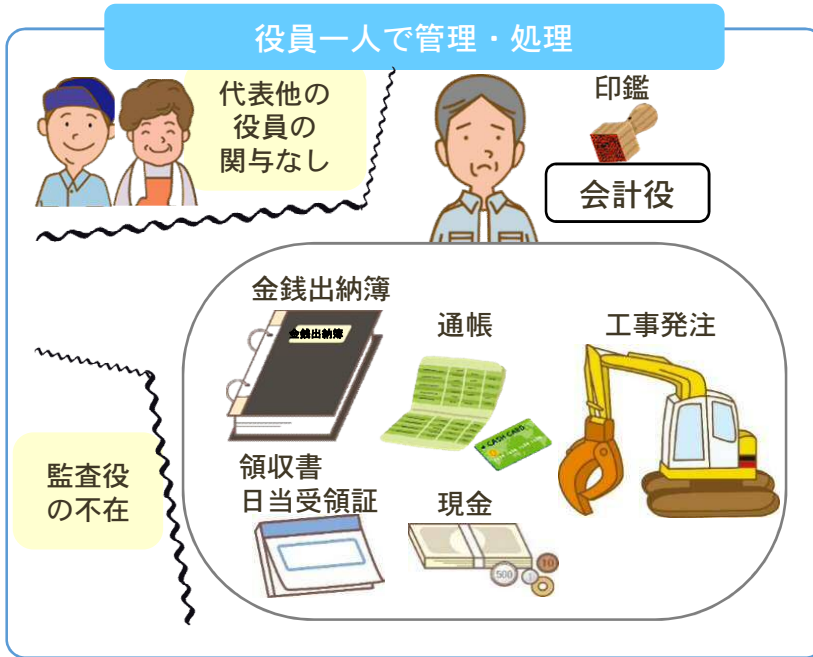 役員一人で管理・処理
代表他の
役員の
関与なし
印鑑
会計役
金銭出納簿
金銭出納簿
通帳
CASH CARD
工事発注
監査役
の不在
領収書
日当受領証
現金
500
1
10